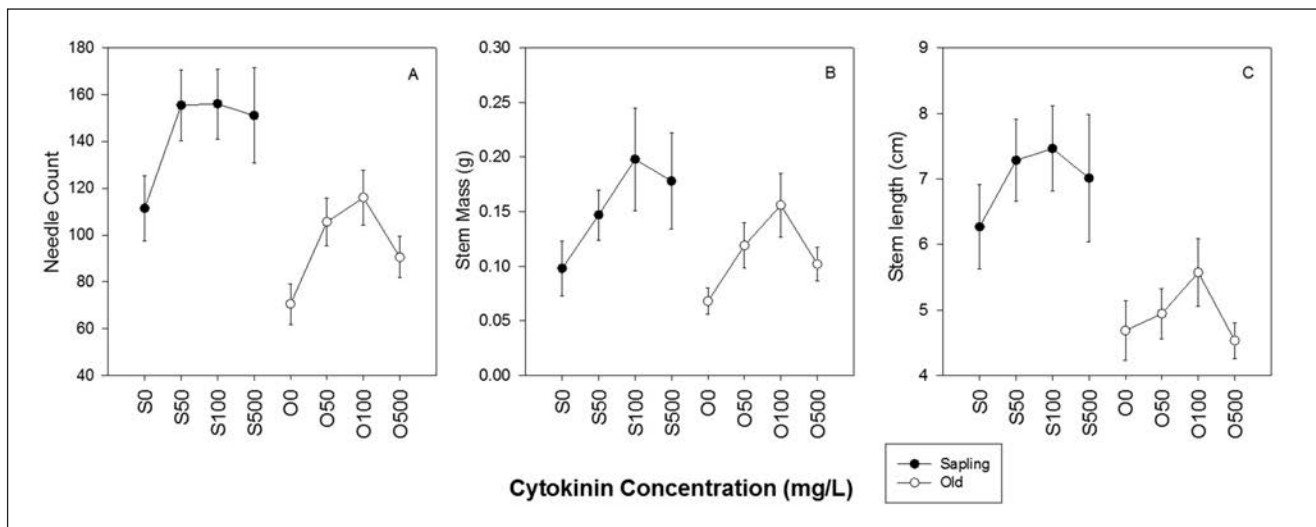 180
160
140
120
100
80
60
40
Needle Count
A
S0
S50
S100
S500
O0
O50
O100
O500
0.30
0.25
0.20
0.15
0.10
0.05
0.00
Stem Mass (g)
B
S0
S50
S100
S500
O0
O50
O100
O500
9
8
7
6
5
4
Stem length (cm)
C
S0
S50
S100
S500
O0
O50
O100
O500
Cytokinin Concentration (mg/L)
Sapling
Old